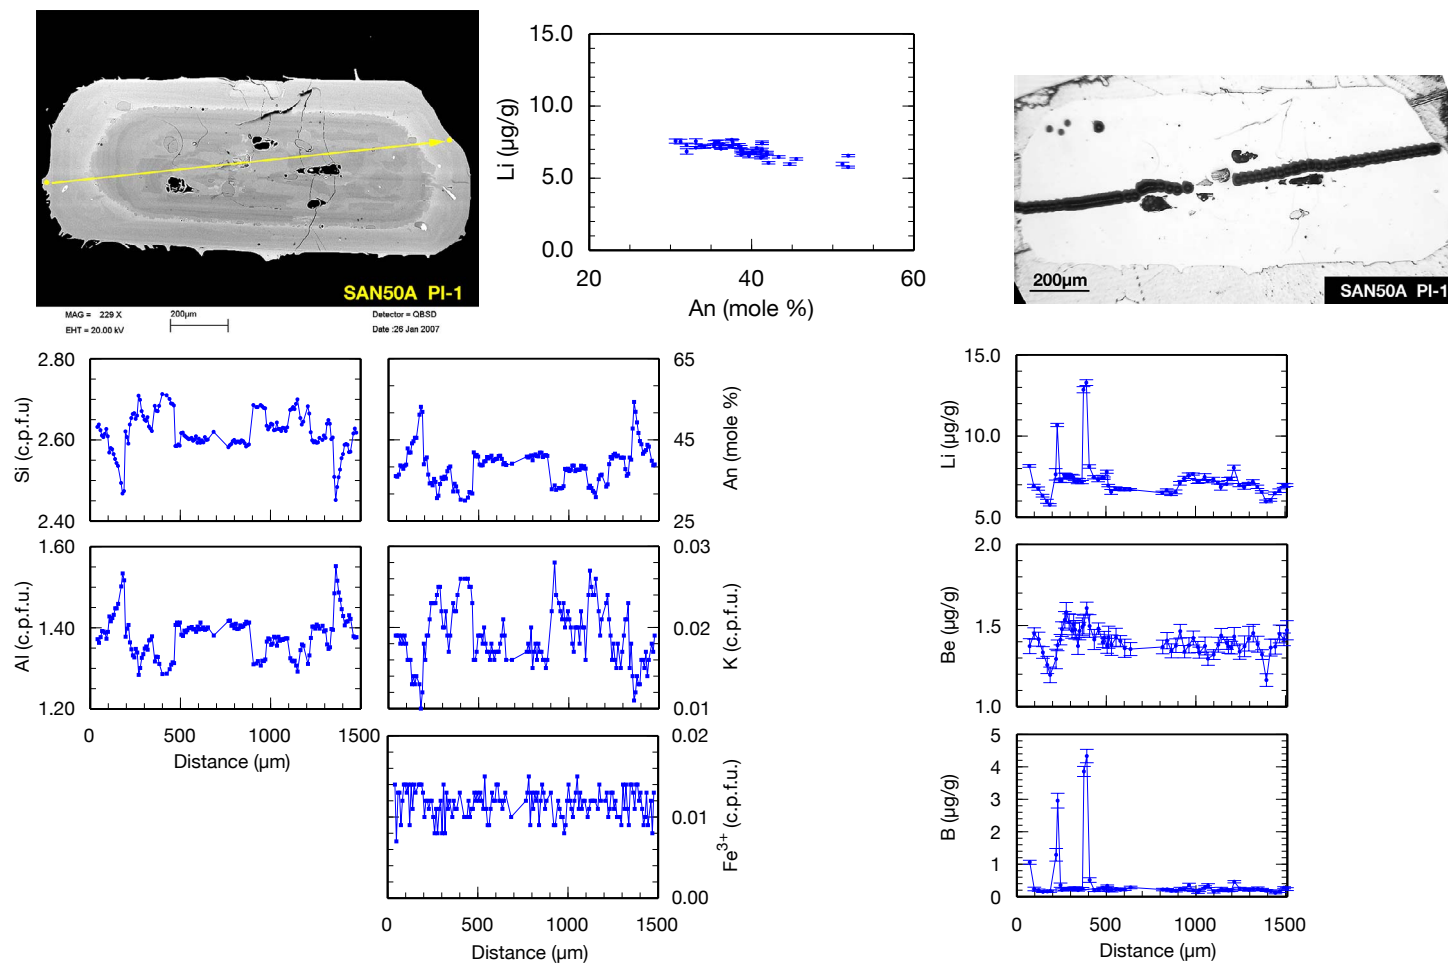 SAN50A PI-1
MAG = 229 X
200µm
Detector = QBSD
EHT = 20.00 kV
Date :26 Jan 2007
15.0
10.0
5.0
0.0
Li (µg/g)
20
40
60
An (mole %)
200µm
SAN50A PI-1
2.80
2.60
2.40
Si (c.p.f.u)
65
45
25
An (mole %)
15.0
10.0
5.0
Li (µg/g)
1.60
1.40
1.20
Al (c.p.f.u.)
0
500
1000
1500
Distance (µm)
0.03
0.02
0.01
K (c.p.f.u.)
2.0
1.5
1.0
Be (µg/g)
0.02
0.01
0.00
Fe3+ (c.p.f.u.)
0
500
1000
1500
Distance (µm)
5
4
3
2
1
0
B (µg/g)
0
500
1000
1500
Distance (µm)